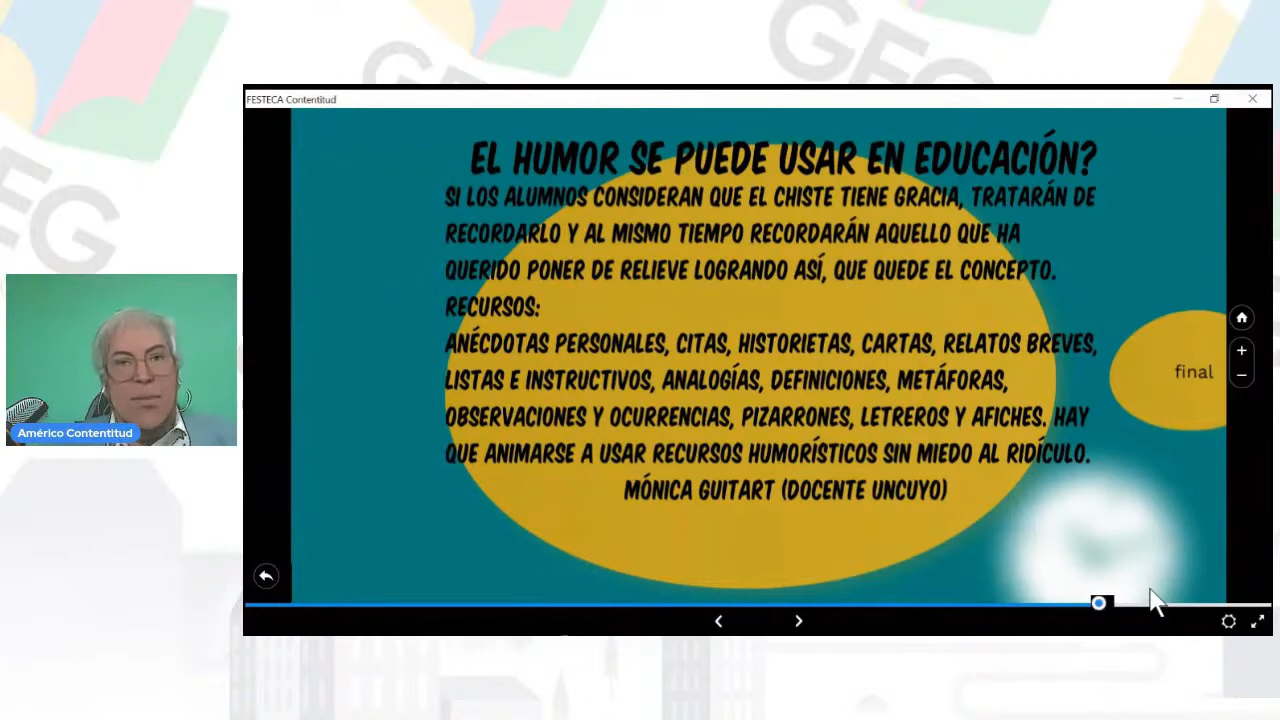 GEG
GEG
GEG
FESTECA Contentitud
EL HUMOR SE PUEDE USAR EN EDUCACIÓN?
SI LOS ALUMNOS CONSIDERAN QUE EL CHISTE TIENE GRACIA, TRATARÁN DE
RECORDARLO Y AL MISMO TIEMPO RECORDARÁN AQUELLO QUE HA
QUERIDO PONER DE RELIEVE LOGRANDO ASÍ, QUE QUEDE EL CONCEPTO.
RECURSOS:
ANÉCDOTAS PERSONALES, CITAS, HISTORIETAS, CARTAS, RELATOS BREVES,
LISTAS E INSTRUCTIVOS, ANALOGÍAS, DEFINICIONES, METÁFORAS,
OBSERVACIONES Y OCURRENCIAS, PIZARRONES, LETREROS Y AFICHES. HAY
QUE ANIMARSE A USAR RECURSOS HUMORÍSTICOS SIN MIEDO AL RIDÍCULO.
MÓNICA GUITART (DOCENTE UNCUYO)
final
Américo Contentitud